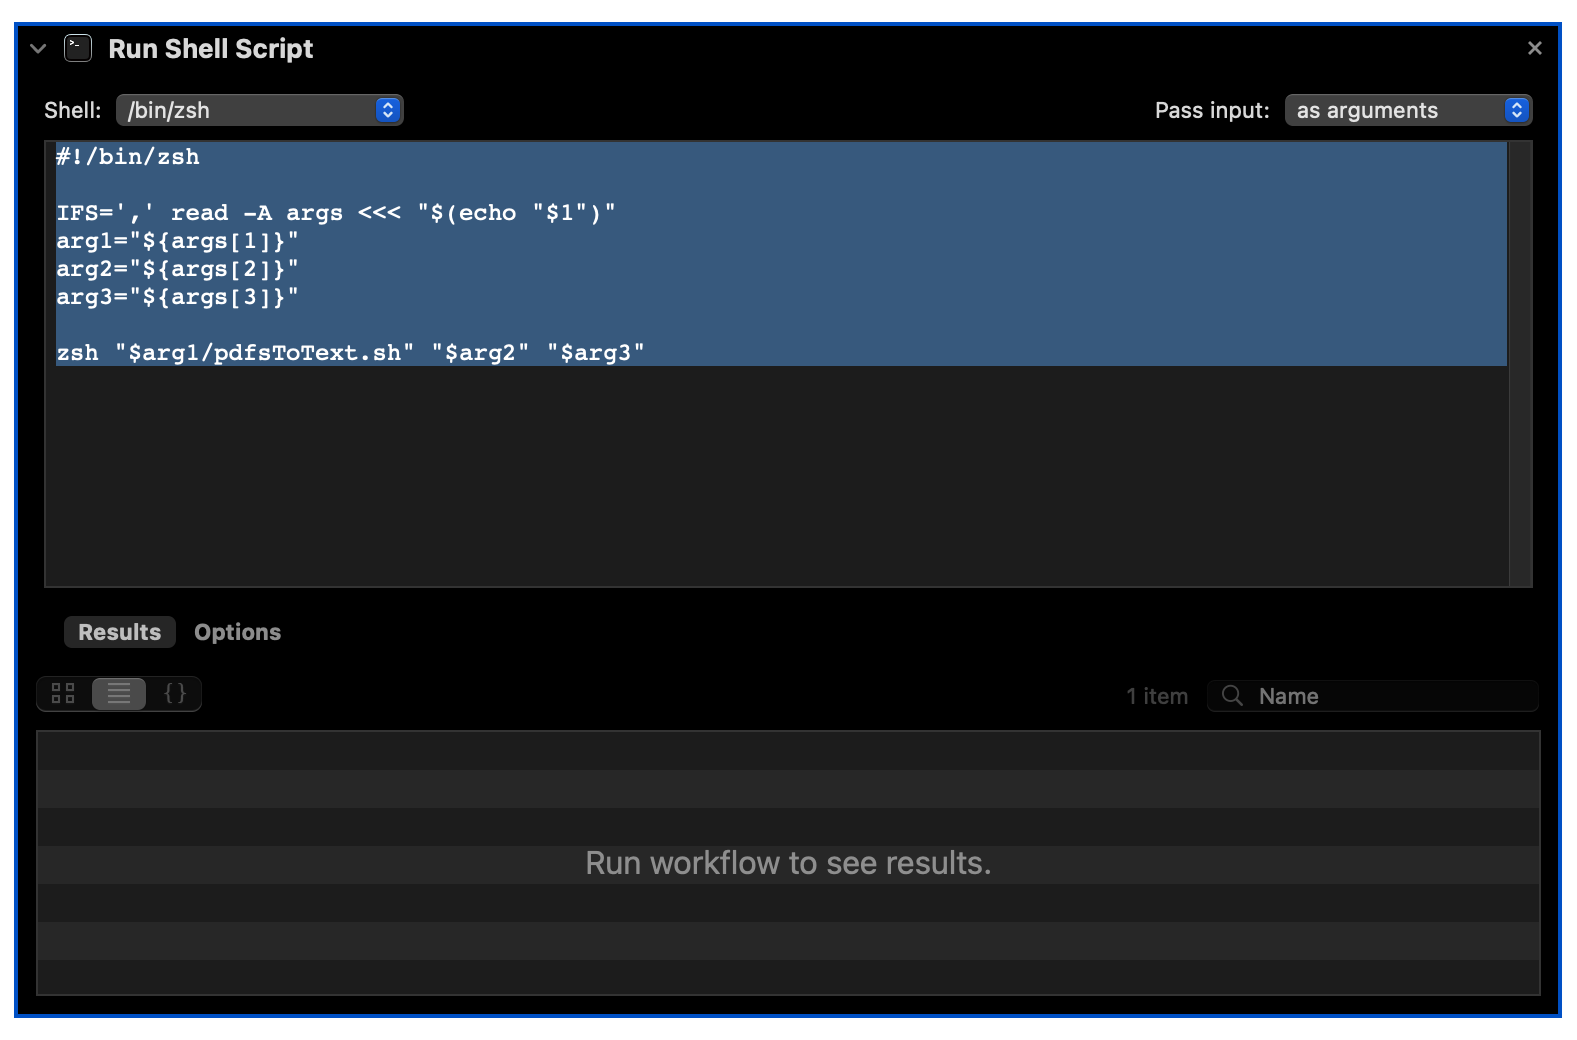 Run Shell Script
Shell: /bin/zsh Pass input: as arguments
#!/bin/zsh
IFS=',' read -A args <<< "$(echo "$1")"
arg1="${args[1]}"
arg2="${args[2]}"
arg3="${args[3]}"
zsh "$arg1/pdfsToText.sh" "$arg2" "$arg3"
Results Options
{} 1 item Name
Run workflow to see results.